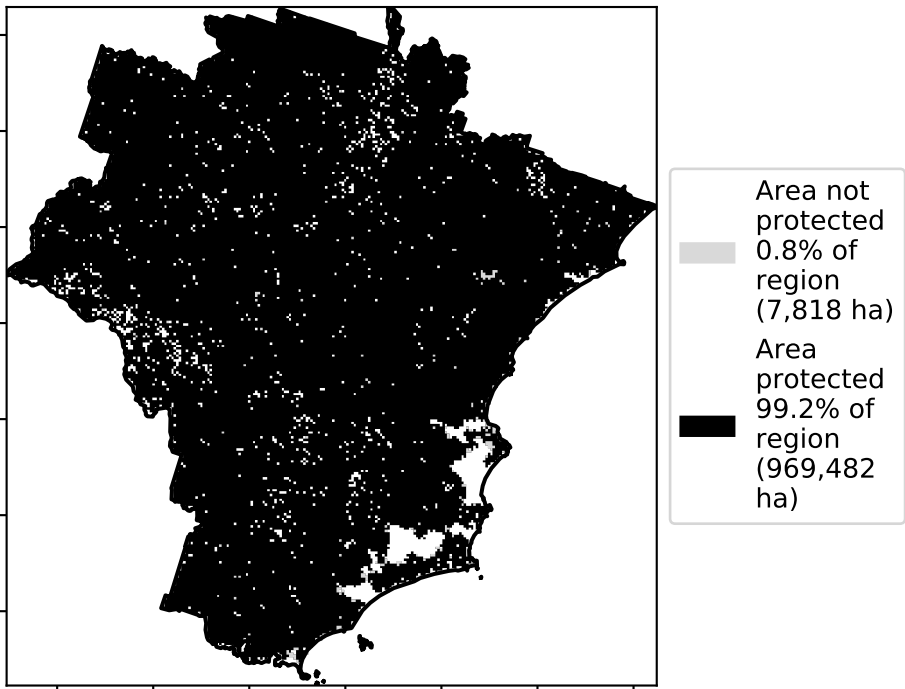 Area not
protected
0.8% of
region
(7,818 ha)
Area
protected
99.2% of
region
(969,482
ha)